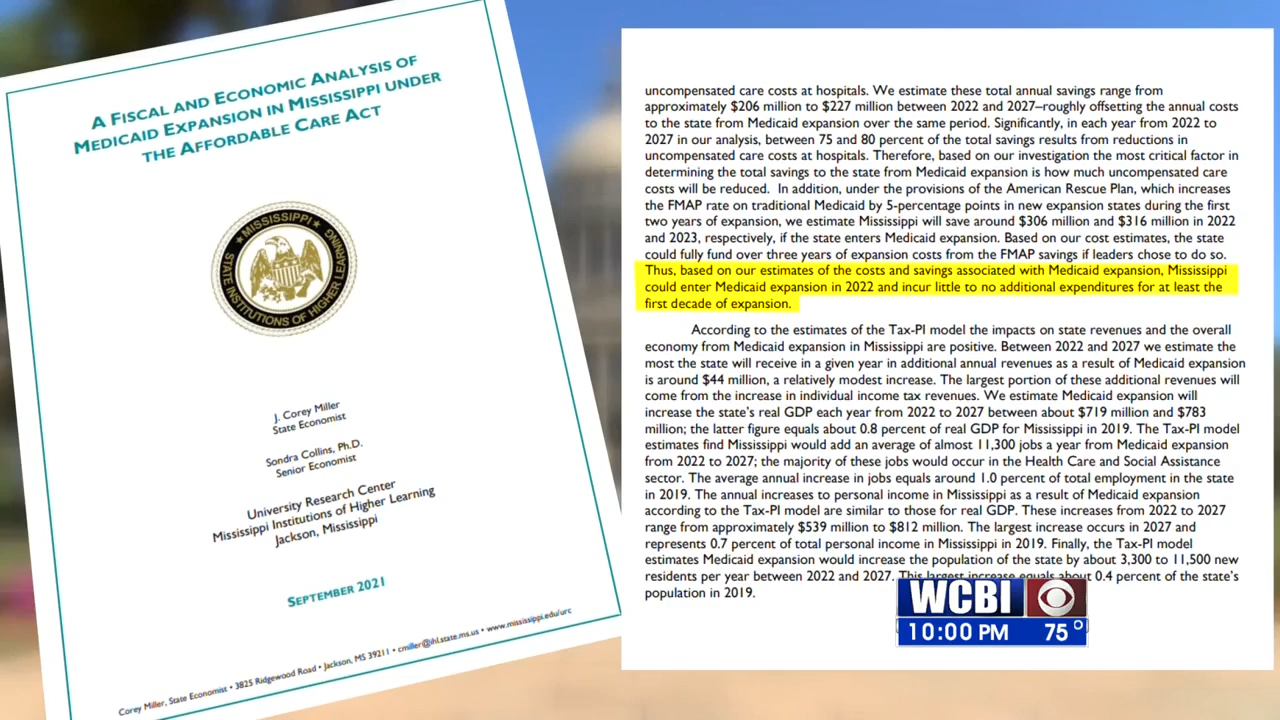 A FISCAL AND ECONOMIC ANALYSIS OF
MEDICAID EXPANSION IN MISSISSIPPI UNDER
THE AFFORDABLE CARE ACT
MISSISSIPPI
STATE INSTITUTIONS OF HIGHER LEARNING
J. Corey Miller
State Economist
Sondra Collins, Ph.D.
Senior Economist
University Research Center
Mississippi Institutions of Higher Learning
Jackson, Mississippi
SEPTEMBER 2021
Corey Miller, State Economist • 3825 Ridgewood Road • Jackson, MS 39211 • cmiller@ihl.state.ms.us • www.mississippi.edu/urc
uncompensated care costs at hospitals. We estimate these total annual savings range from
approximately $206 million to $227 million between 2022 and 2027–roughly offsetting the annual costs
to the state from Medicaid expansion over the same period. Significantly, in each year from 2022 to
2027 in our analysis, between 75 and 80 percent of the total savings results from reductions in
uncompensated care costs at hospitals. Therefore, based on our investigation the most critical factor in
determining the total savings to the state from Medicaid expansion is how much uncompensated care
costs will be reduced. In addition, under the provisions of the American Rescue Plan, which increases
the FMAP rate on traditional Medicaid by 5-percentage points in new expansion states during the first
two years of expansion, we estimate Mississippi will save around $306 million and $316 million in 2022
and 2023, respectively, if the state enters Medicaid expansion. Based on our cost estimates, the state
could fully fund over three years of expansion costs from the FMAP savings if leaders chose to do so.
Thus, based on our estimates of the costs and savings associated with Medicaid expansion, Mississippi
could enter Medicaid expansion in 2022 and incur little to no additional expenditures for at least the
first decade of expansion.
According to the estimates of the Tax-PI model the impacts on state revenues and the overall
economy from Medicaid expansion in Mississippi are positive. Between 2022 and 2027 we estimate the
most the state will receive in a given year in additional annual revenues as a result of Medicaid expansion
is around $44 million, a relatively modest increase. The largest portion of these additional revenues will
come from the increase in individual income tax revenues. We estimate Medicaid expansion will
increase the state's real GDP each year from 2022 to 2027 between about $719 million and $783
million; the latter figure equals about 0.8 percent of real GDP for Mississippi in 2019. The Tax-PI model
estimates find Mississippi would add an average of almost 11,300 jobs a year from Medicaid expansion
from 2022 to 2027; the majority of these jobs would occur in the Health Care and Social Assistance
sector. The average annual increase in jobs equals around 1.0 percent of total employment in the state
in 2019. The annual increases to personal income in Mississippi as a result of Medicaid expansion
according to the Tax-PI model are similar to those for real GDP. These increases from 2022 to 2027
range from approximately $539 million to $812 million. The largest increase occurs in 2027 and
represents 0.7 percent of total personal income in Mississippi in 2019. Finally, the Tax-PI model
estimates Medicaid expansion would increase the population of the state by about 3,300 to 11,500 new
residents per year between 2022 and 2027. This largest increase equals about 0.4 percent of the state's
population in 2019.
WCBI
10:00 PM 75°